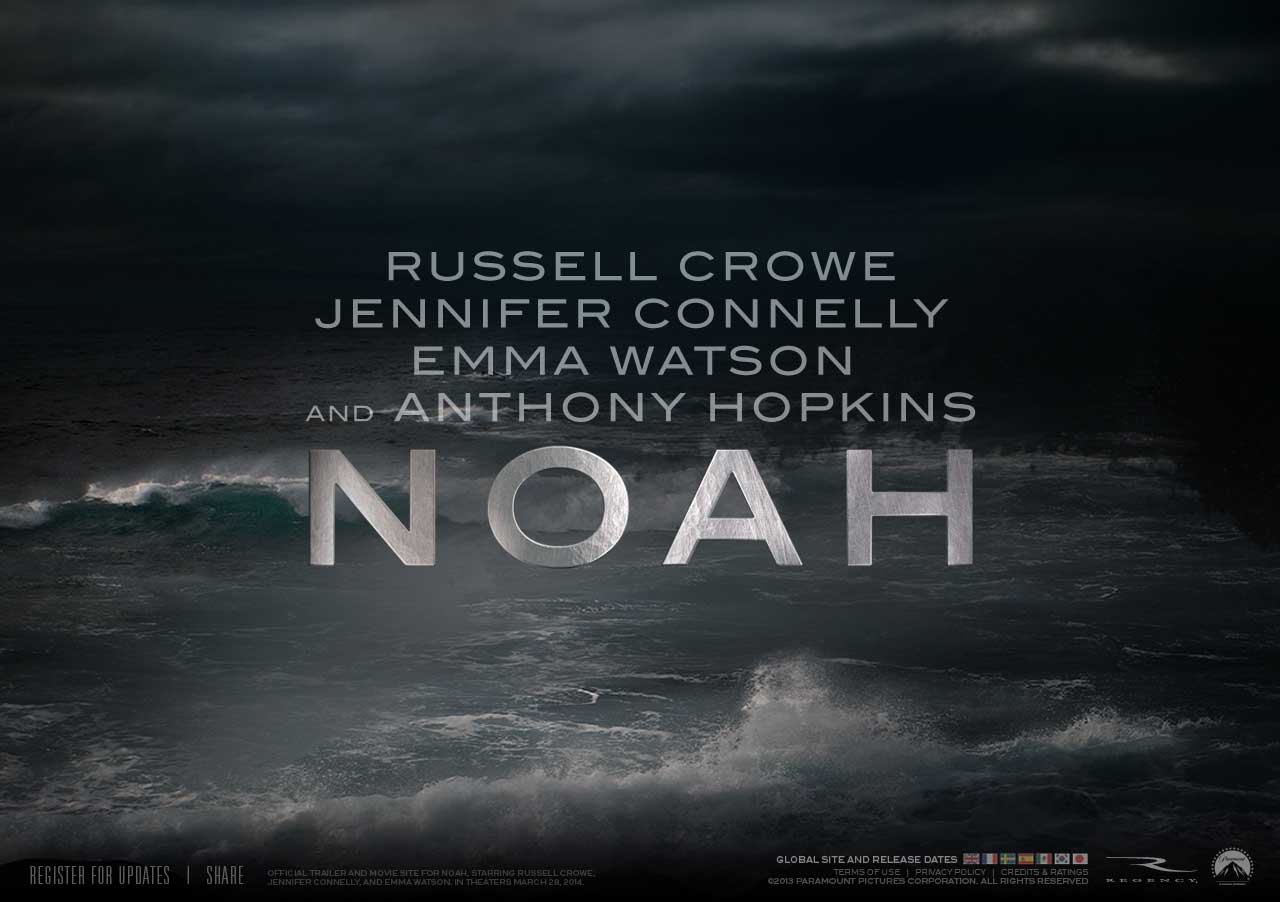 RUSSELL CROWE
JENNIFER CONNELLY
EMMA WATSON
AND ANTHONY HOPKINS
NOAH
REGISTER FOR UPDATES | SHARE
OFFICIAL TRAILER AND MOVIE SITE FOR NOAH, STARRING RUSSELL CROWE,
JENNIFER CONNELLY, AND EMMA WATSON. IN THEATERS MARCH 28, 2014.
GLOBAL SITE AND RELEASE DATES
TERMS OF USE | PRIVACY POLICY | CREDITS & RATINGS
©2013 PARAMOUNT PICTURES CORPORATION. ALL RIGHTS RESERVED
REGENCY
Paramount